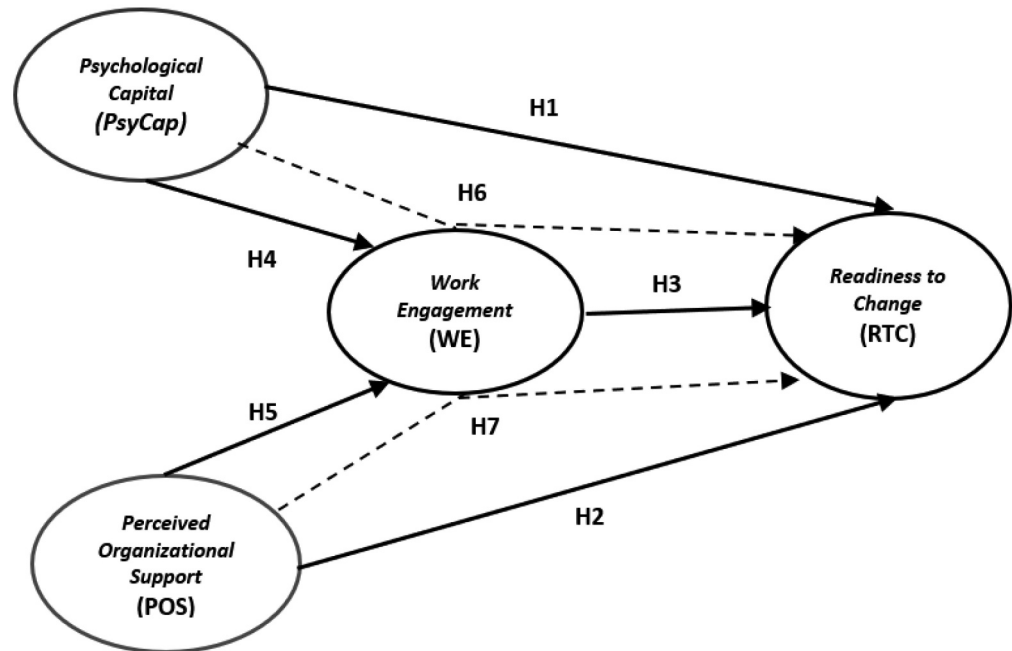 Psychological
Capital
(PsyCap)
H1
H6
H4
Work
Engagement
(WE)
H3
Readiness to
Change
(RTC)
H5
H7
H2
Perceived
Organizational
Support
(POS)